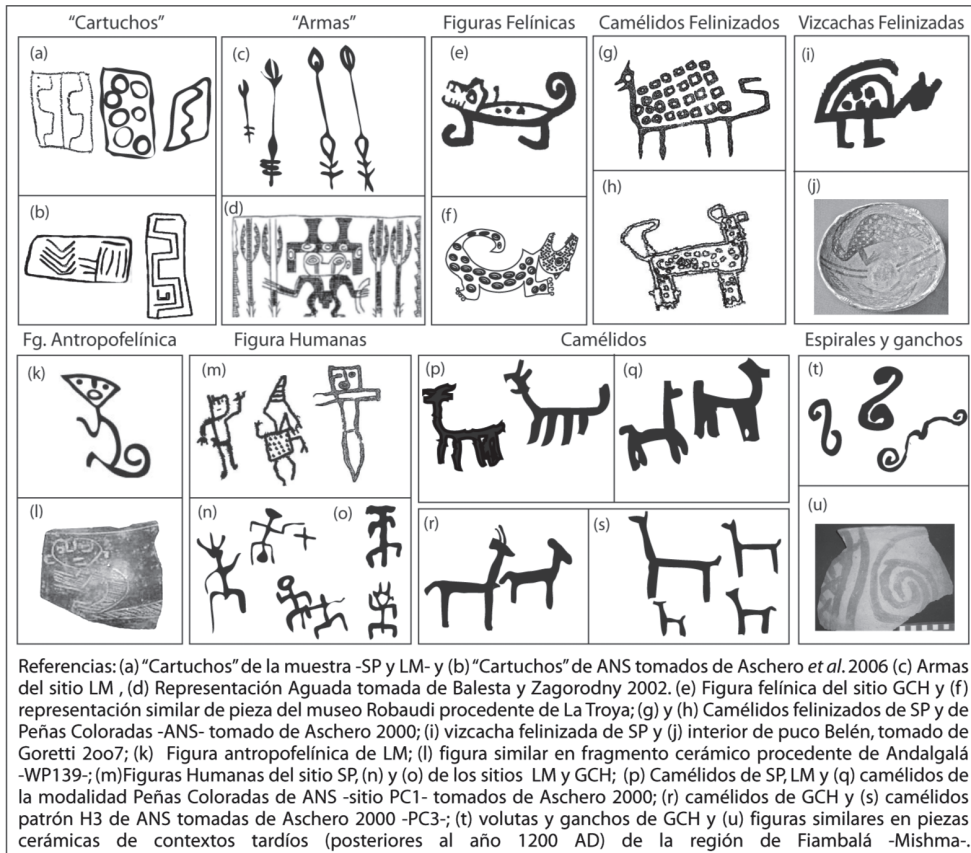 “Cartuchos” “Armas” Figuras Felínicas Camélidos Felinizados Vizcachas Felinizadas
(a) (c) (e) (g) (i)
(b) (d) (f) (h) (j)
Fg. Antropofelínica Figura Humanas Camélidos Espirales y ganchos
(k) (m) (p) (q) (t)
(l) (n) (o) (r) (s) (u)
Referencias: (a) “Cartuchos” de la muestra -SP y LM- y (b) “Cartuchos” de ANS tomados de Aschero et al. 2006 (c) Armas
del sitio LM , (d) Representación Aguada tomada de Balesta y Zagorodny 2002. (e) Figura felínica del sitio GCH y (f)
representación similar de pieza del museo Robaudi procedente de La Troya; (g) y (h) Camélidos felinizados de SP y de
Peñas Coloradas -ANS- tomado de Aschero 2000; (i) vizcacha felinizada de SP y (j) interior de puco Belén, tomado de
Goretti 2oo7; (k) Figura antropofelínica de LM; (l) figura similar en fragmento cerámico procedente de Andalgalá
-WP139-; (m)Figuras Humanas del sitio SP, (n) y (o) de los sitios LM y GCH; (p) Camélidos de SP, LM y (q) camélidos de
la modalidad Peñas Coloradas de ANS -sitio PC1- tomados de Aschero 2000; (r) camélidos de GCH y (s) camélidos
patrón H3 de ANS tomadas de Aschero 2000 -PC3-; (t) volutas y ganchos de GCH y (u) figuras similares en piezas
cerámicas de contextos tardíos (posteriores al año 1200 AD) de la región de Fiambalá -Mishma-.